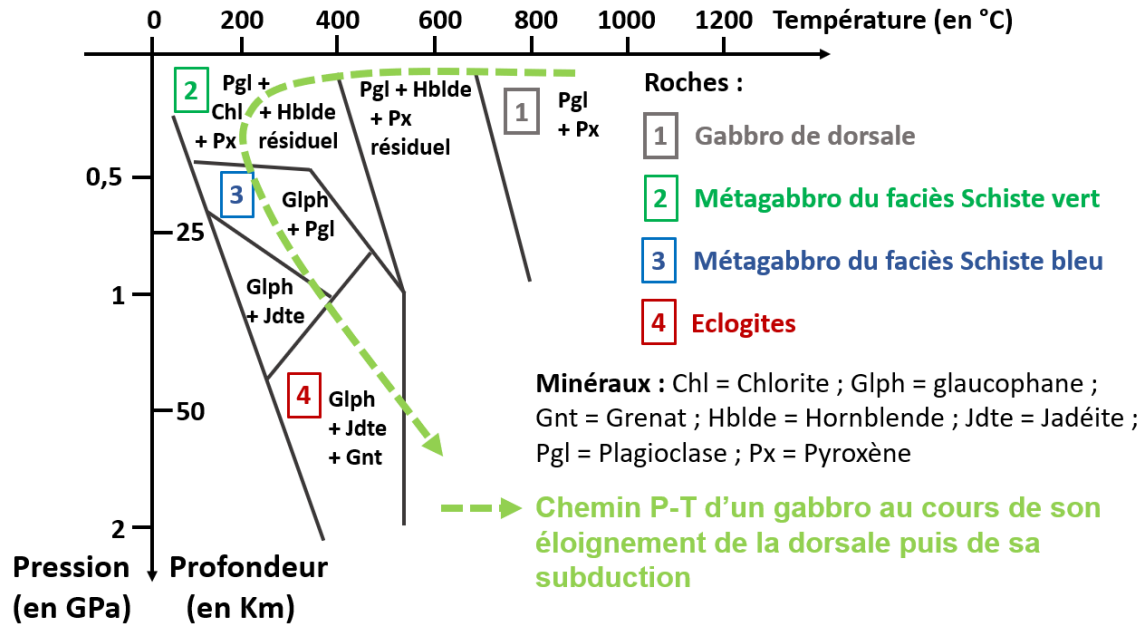 0 200 400 600 800 1000 1200 Température (en °C)
2 Pgl +
Chl + Hblde
+ Px résiduel
Pgl + Hblde
+ Px
résiduel
1 Pgl
+ Px
0,5
25
1
50
2
3 Glph
+ Pgl
Glph
+ Jdte
4 Glph
+ Jdte
+ Gnt
Pression
(en GPa)
Profondeur
(en Km)
Roches :
1 Gabbro de dorsale
2 Métagabbro du faciès Schiste vert
3 Métagabbro du faciès Schiste bleu
4 Eclogites
Minéraux : Chl = Chlorite ; Glph = glaucophane ;
Gnt = Grenat ; Hblde = Hornblende ; Jdte = Jadéite ;
Pgl = Plagioclase ; Px = Pyroxène
Chemin P-T d’un gabbro au cours de son
éloignement de la dorsale puis de sa
subduction